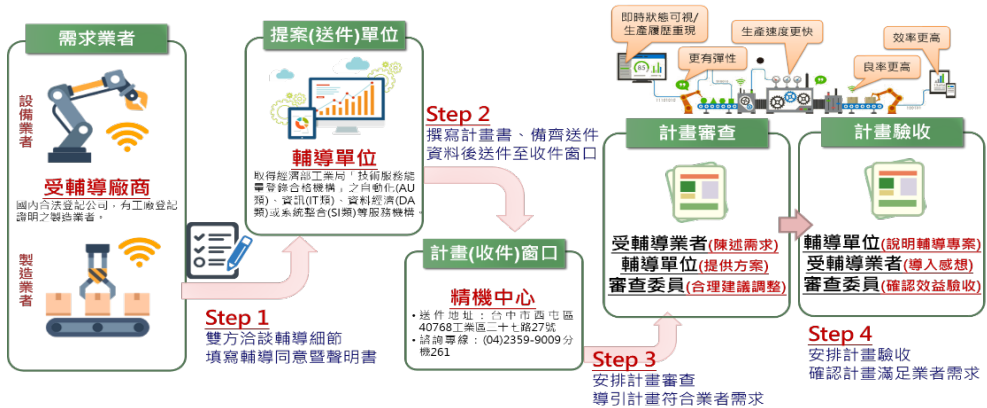 需求業者
設備業者
受輔導廠商
國內合法登記公司，有工廠登記
證明之製造業者。
製造業者
Step 1
雙方洽談輔導細節
填寫輔導同意暨聲明書
提案(送件)單位
輔導單位
取得經濟部工業局「技術服務能
量登錄合格機構」之自動化(AU
類)、資訊(IT類)、資料經濟(DA
類)或系統整合(SI類)等服務機構。
Step 2
撰寫計畫書、備齊送件
資料後送件至收件窗口
計畫(收件)窗口
精機中心
• 送件地址：台中市西屯區
40768工業區二十七路27號
• 諮詢專線：(04)2359-9009分
機261
Step 3
安排計畫審查
導引計畫符合業者需求
即時狀態可視/
生產履歷重現
更有彈性
生產速度更快
良率更高
效率更高
計畫審查
受輔導業者(陳述需求)
輔導單位(提供方案)
審查委員(合理建議調整)
計畫驗收
輔導單位(說明輔導專案)
受輔導業者(導入感想)
審查委員(確認效益驗收)
Step 4
安排計畫驗收
確認計畫滿足業者需求